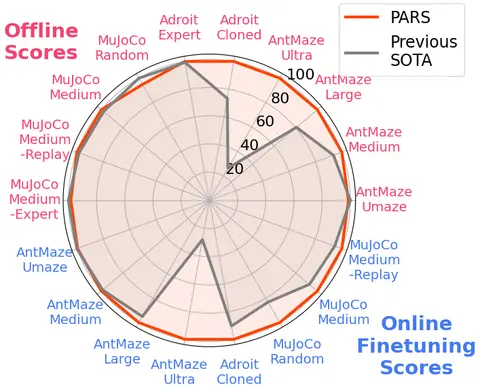 Offline
Scores
PARS
Previous
SOTA
Adroit
Expert
Adroit
Cloned
MuJoCo
Random
AntMaze
Ultra
MuJoCo
Medium
AntMaze
Large
MuJoCo
Medium
-Replay
AntMaze
Medium
MuJoCo
Medium
-Expert
AntMaze
Umaze
100
80
60
40
20
AntMaze
Umaze
MuJoCo
Medium
-Replay
AntMaze
Medium
MuJoCo
Medium
AntMaze
Large
MuJoCo
Random
AntMaze
Ultra
Adroit
Cloned
Online
Finetuning
Scores